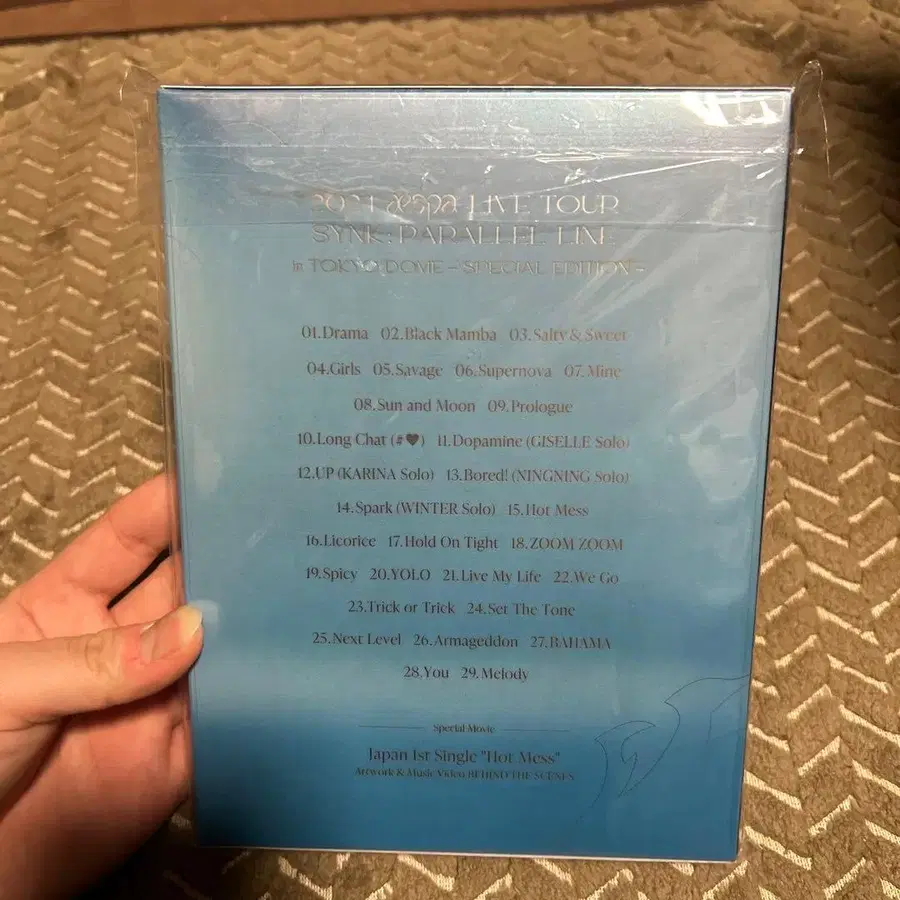 2024 aespa LIVE TOUR
SYNK : PARALLEL LINE
in TOKYO DOME – SPECIAL EDITION –
01.Drama 02.Black Mamba 03.Salty & Sweet
04.Girls 05.Savage 06.Supernova 07.Mine
08.Sun and Moon 09.Prologue
10.Long Chat (#♥) 11.Dopamine (GISELLE Solo)
12.UP (KARINA Solo) 13.Bored! (NINGNING Solo)
14.Spark (WINTER Solo) 15.Hot Mess
16.Licorice 17.Hold On Tight 18.ZOOM ZOOM
19.Spicy 20.YOLO 21.Live My Life 22.We Go
23.Trick or Trick 24.Set The Tone
25.Next Level 26.Armageddon 27.BAHAMA
28.You 29.Melody
Special Movie
Japan 1st Single "Hot Mess"
Artwork & Music Video BEHIND THE SCENES